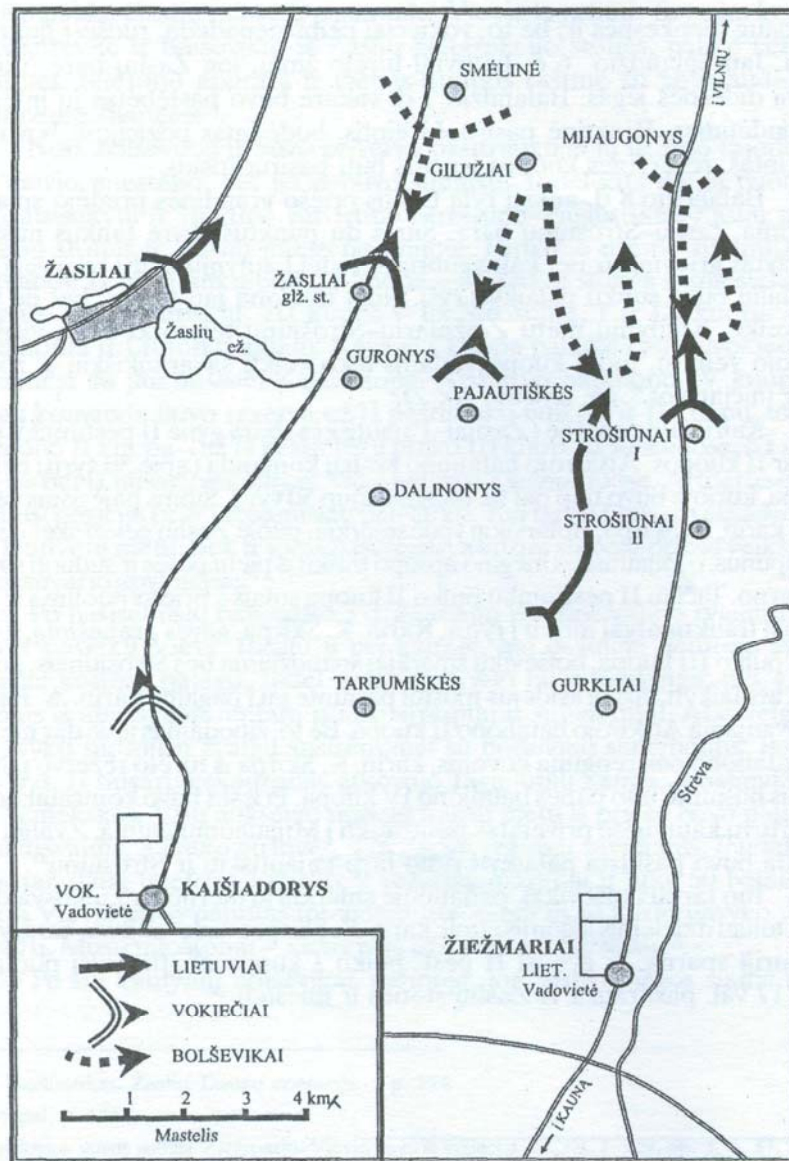 SMĖLINĖ
į VILNIŲ
MIJAUGONYS
GILUŽIAI
ŽASLIAI
ŽASLIAI
glž. st.
Žaslių
ež.
GURONYS
PAJAUTIŠKĖS
STROŠIŪNAI
I
DALINONYS
STROŠIŪNAI
II
TARPUMIŠKĖS
GURKLIAI
Strėva
VOK.
Vadovietė
KAIŠIADORYS
ŽIEŽMARIAI
LIET.
Vadovietė
į KAUNĄ
LIETUVIAI
VOKIEČIAI
BOLŠEVIKAI
1 2 3 4 km
Mastelis